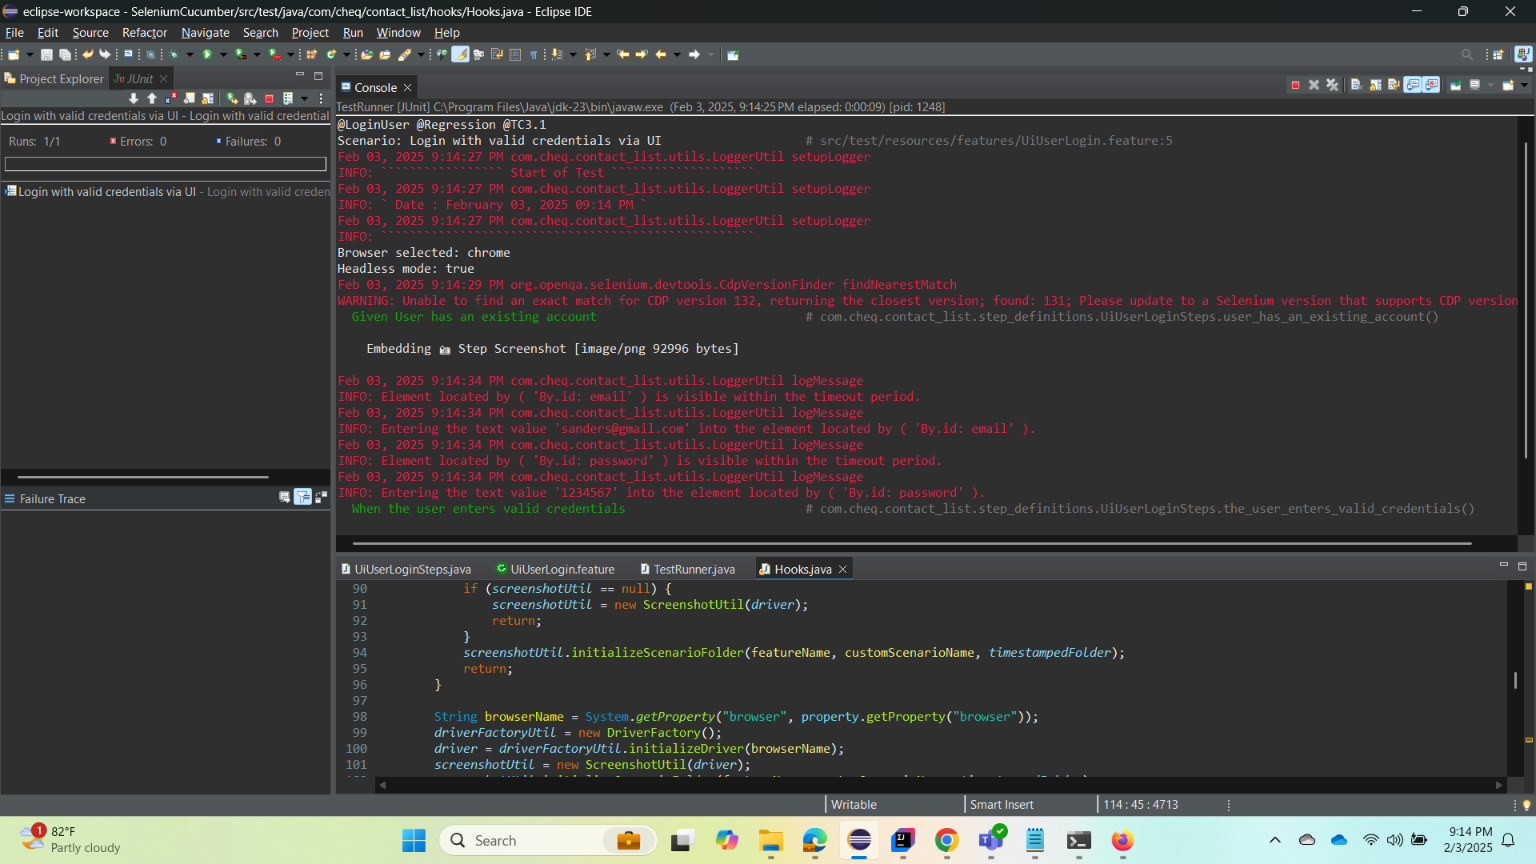 eclipse-workspace - SeleniumCucumber/src/test/java/com/cheq/contact_list/hooks/Hooks.java - Eclipse IDE
File Edit Source Refactor Navigate Search Project Run Window Help
Project Explorer JUnit
Login with valid credentials via UI - Login with valid credential
Runs: 1/1 Errors: 0 Failures: 0
Login with valid credentials via UI - Login with valid creden
Failure Trace
Console
TestRunner [JUnit] C:\Program Files\Java\jdk-23\bin\javaw.exe (Feb 3, 2025, 9:14:25 PM elapsed: 0:00:09) [pid: 1248]
@LoginUser @Regression @TC3.1
Scenario: Login with valid credentials via UI # src/test/resources/features/UiUserLogin.feature:5
Feb 03, 2025 9:14:27 PM com.cheq.contact_list.utils.LoggerUtil setupLogger
INFO: ````````````````` Start of Test ````````````````````
Feb 03, 2025 9:14:27 PM com.cheq.contact_list.utils.LoggerUtil setupLogger
INFO: ` Date : February 03, 2025 09:14 PM `
Feb 03, 2025 9:14:27 PM com.cheq.contact_list.utils.LoggerUtil setupLogger
INFO: ````````````````````````````````````````````````````
Browser selected: chrome
Headless mode: true
Feb 03, 2025 9:14:29 PM org.openqa.selenium.devtools.CdpVersionFinder findNearestMatch
WARNING: Unable to find an exact match for CDP version 132, returning the closest version; found: 131; Please update to a Selenium version that supports CDP version
Given User has an existing account # com.cheq.contact_list.step_definitions.UiUserLoginSteps.user_has_an_existing_account()
Embedding 📷 Step Screenshot [image/png 92996 bytes]
Feb 03, 2025 9:14:34 PM com.cheq.contact_list.utils.LoggerUtil logMessage
INFO: Element located by ( 'By.id: email' ) is visible within the timeout period.
Feb 03, 2025 9:14:34 PM com.cheq.contact_list.utils.LoggerUtil logMessage
INFO: Entering the text value 'sanders@gmail.com' into the element located by ( 'By.id: email' ).
Feb 03, 2025 9:14:34 PM com.cheq.contact_list.utils.LoggerUtil logMessage
INFO: Element located by ( 'By.id: password' ) is visible within the timeout period.
Feb 03, 2025 9:14:34 PM com.cheq.contact_list.utils.LoggerUtil logMessage
INFO: Entering the text value '1234567' into the element located by ( 'By.id: password' ).
When the user enters valid credentials # com.cheq.contact_list.step_definitions.UiUserLoginSteps.the_user_enters_valid_credentials()
UiUserLoginSteps.java UiUserLogin.feature TestRunner.java Hooks.java
90 if (screenshotUtil == null) {
91 screenshotUtil = new ScreenshotUtil(driver);
92 return;
93 }
94 screenshotUtil.initializeScenarioFolder(featureName, customScenarioName, timestampedFolder);
95 return;
96 }
97
98 String browserName = System.getProperty("browser", property.getProperty("browser"));
99 driverFactoryUtil = new DriverFactory();
100 driver = driverFactoryUtil.initializeDriver(browserName);
101 screenshotUtil = new ScreenshotUtil(driver);
Writable Smart Insert 114 : 45 : 4713
1 82°F
Partly cloudy
Search
9:14 PM
2/3/2025